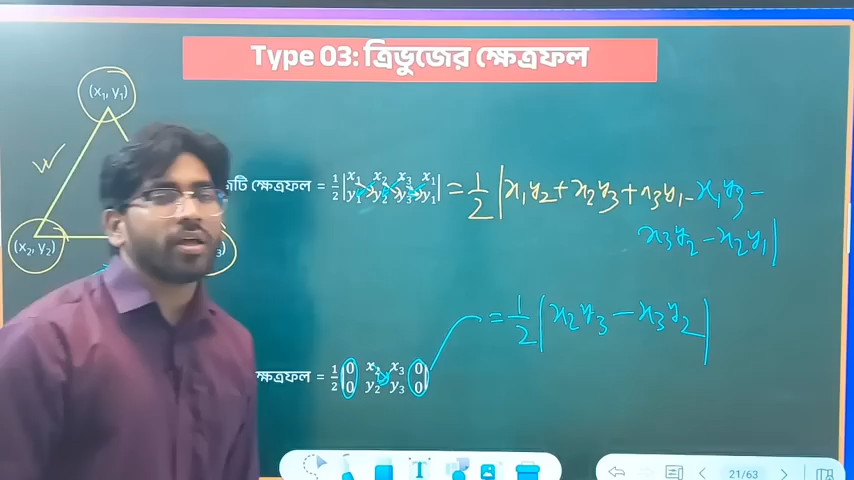 Type 03: ত্রিভুজের ক্ষেত্রফল
(x₁, y₁)
(x₂, y₂)
3)
ক্ষেত্রফল = 1/2 |x₁ x₂ x₃ x₁
y₁ y₂ y₃ y₁| = 1/2 |x₁y₂ + x₂y₃ + x₃y₁ - x₁y₃ -
x₃y₂ - x₂y₁|
= 1/2 |x₂y₃ - x₃y₂|
ক্ষেত্রফল = 1/2 |0 x₂ x₃ 0
0 y₂ y₃ 0|
T
21/63